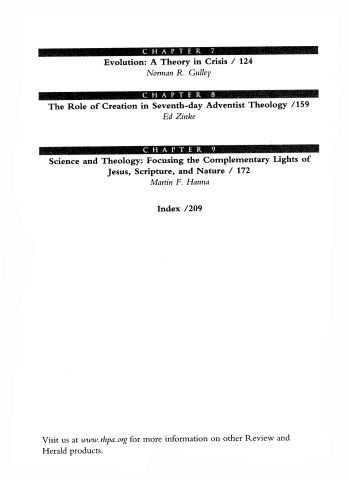 CHAPTER 7
Evolution: A Theory in Crisis / 124
Norman R. Gulley
CHAPTER 8
The Role of Creation in Seventh-day Adventist Theology /159
Ed Zinke
CHAPTER 9
Science and Theology: Focusing the Complementary Lights of
Jesus, Scripture, and Nature / 172
Martin F. Hanna
Index /209
Visit us at www.rhpa.org for more information on other Review and
Herald products.